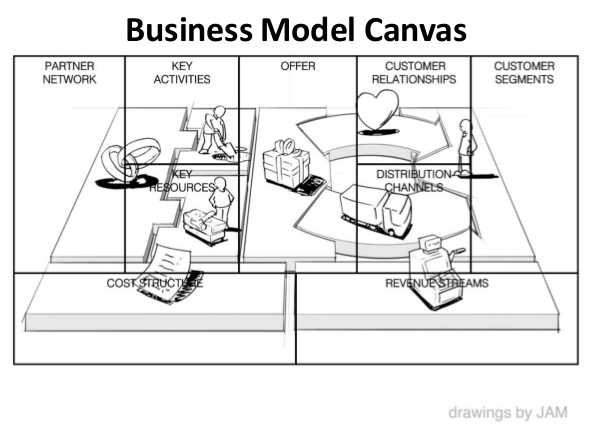 Business Model Canvas
PARTNER
NETWORK
KEY
ACTIVITIES
OFFER
CUSTOMER
RELATIONSHIPS
CUSTOMER
SEGMENTS
KEY
RESOURCES
DISTRIBUTION
CHANNELS
COST STRUCTURE
REVENUE STREAMS
drawings by JAM